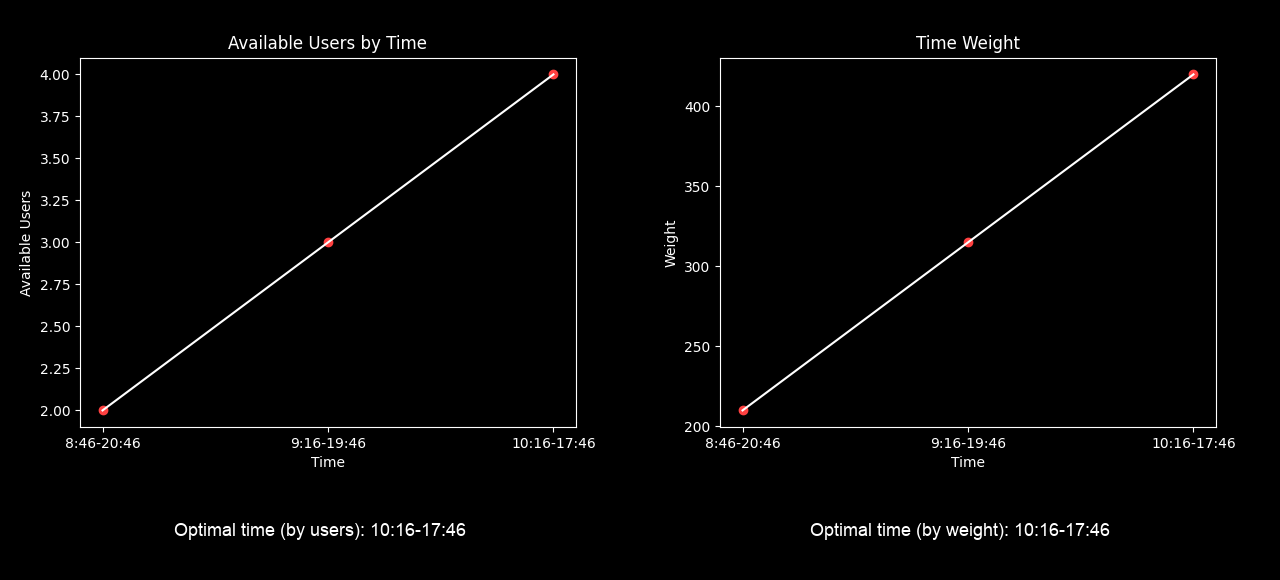 Available Users by Time
4.00
3.75
3.50
3.25
3.00
2.75
2.50
2.25
2.00
Available Users
8:46-20:46 9:16-19:46 10:16-17:46
Time
Optimal time (by users): 10:16-17:46
Time Weight
400
350
300
250
200
Weight
8:46-20:46 9:16-19:46 10:16-17:46
Time
Optimal time (by weight): 10:16-17:46